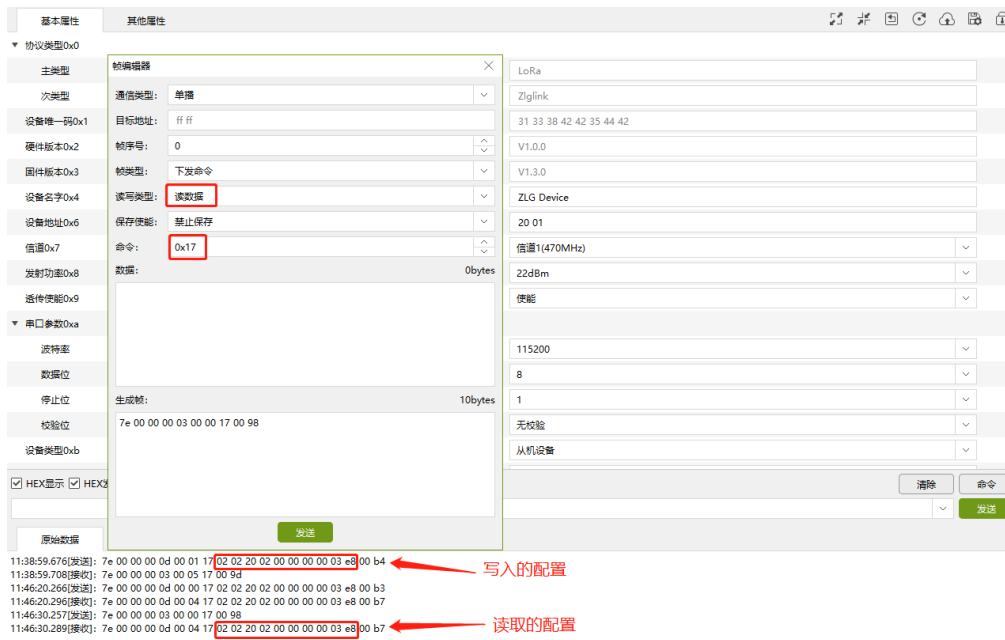 基本属性 其他属性
协议类型0x0
帧编辑器
主类型 LoRa
通信类型: 单播
次类型 Zlglink
目标地址: ff ff
设备唯一码0x1 31 33 38 42 42 35 44 42
帧序号: 0
硬件版本0x2 V1.0.0
帧类型: 下发命令
固件版本0x3 V1.3.0
读写类型: 读数据
设备名字0x4 ZLG Device
保存使能: 禁止保存
设备地址0x6 20 01
命令: 0x17
信道0x7 信道1(470MHz)
数据: 0bytes
发射功率0x8 22dBm
透传使能0x9 使能
串口参数0xa
波特率 115200
数据位 8
停止位 1
生成帧: 10bytes
7e 00 00 00 03 00 00 17 00 98
校验位 无校验
设备类型0xb 从机设备
HEX显示 HEX发 清除 命令
发送
发送
原始数据
11:38:59.676[发送]: 7e 00 00 00 0d 00 01 17 02 02 20 02 00 00 00 00 03 e8 00 b4
写入的配置
11:38:59.708[接收]: 7e 00 00 00 03 00 05 17 00 9d
11:46:20.266[发送]: 7e 00 00 00 0d 00 00 17 02 02 20 02 00 00 00 00 03 e8 00 b3
11:46:20.296[接收]: 7e 00 00 00 0d 00 04 17 02 02 20 02 00 00 00 00 03 e8 00 b7
11:46:30.257[发送]: 7e 00 00 00 03 00 00 17 00 98
11:46:30.289[接收]: 7e 00 00 00 0d 00 04 17 02 02 20 02 00 00 00 00 03 e8 00 b7
读取的配置